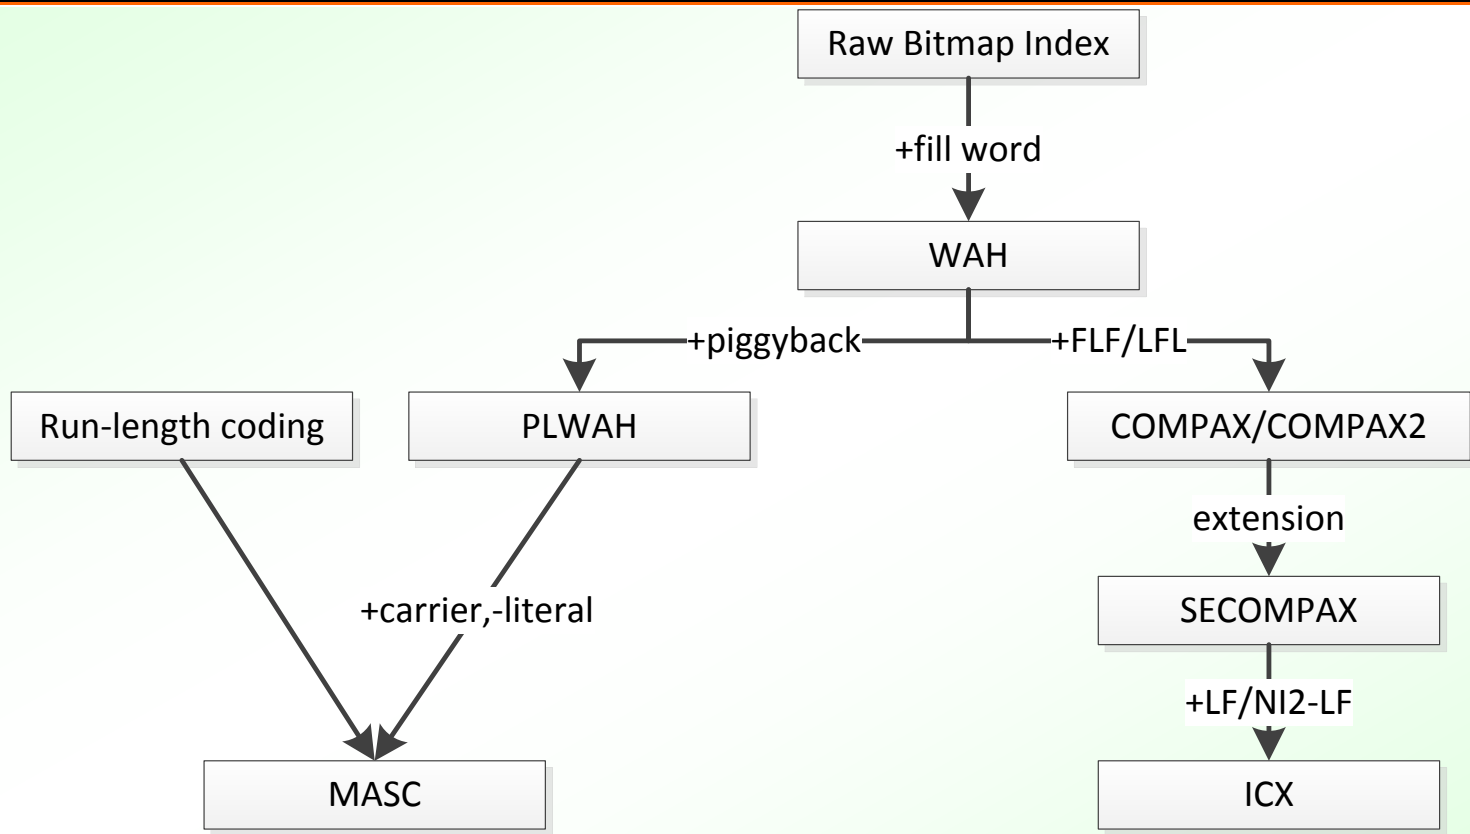 Raw Bitmap Index
+fill word
WAH
+piggyback
+FLF/LFL
Run-length coding
PLWAH
COMPAX/COMPAX2
extension
+carrier,-literal
SECOMPAX
+LF/NI2-LF
MASC
ICX